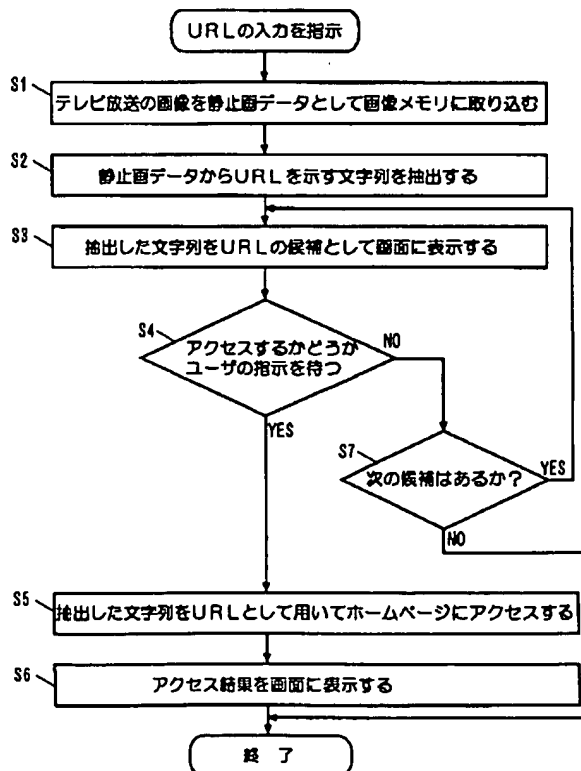 URLの入力を指示
S1
テレビ放送の画像を静止画データとして画像メモリに取り込む
S2
静止画データからURLを示す文字列を抽出する
S3
抽出した文字列をURLの候補として画面に表示する
S4
アクセスするかどうか
ユーザの指示を待つ
NO
YES
S7
次の候補はあるか?
YES
NO
S5
抽出した文字列をURLとして用いてホームページにアクセスする
S6
アクセス結果を画面に表示する
終 了